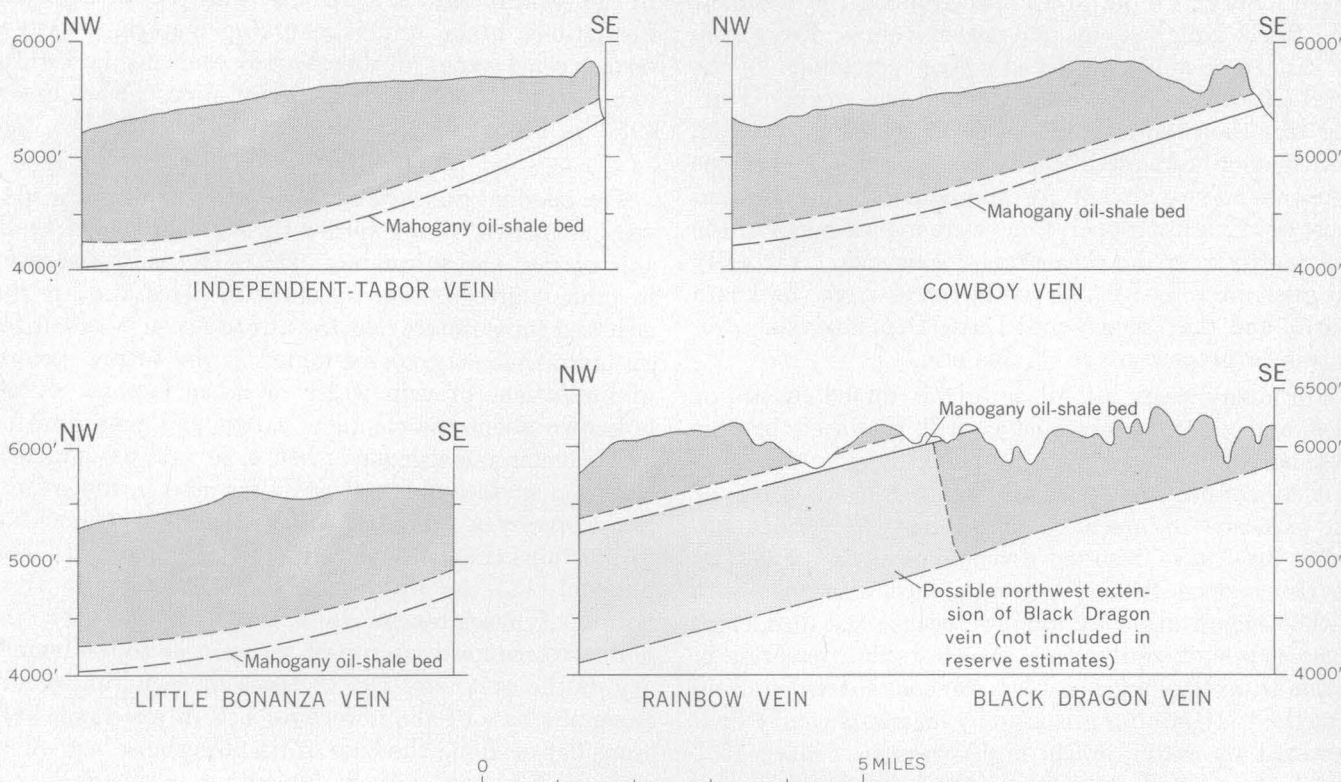 NW
SE
6000'
5000'
4000'
Mahogany oil-shale bed
INDEPENDENT-TABOR VEIN
NW
SE
6000'
5000'
4000'
Mahogany oil-shale bed
COWBOY VEIN
NW
SE
6000'
5000'
4000'
Mahogany oil-shale bed
LITTLE BONANZA VEIN
NW
SE
6500'
6000'
5000'
4000'
Mahogany oil-shale bed
Possible northwest exten-
sion of Black Dragon
vein (not included in
reserve estimates)
RAINBOW VEIN
BLACK DRAGON VEIN
0
5 MILES